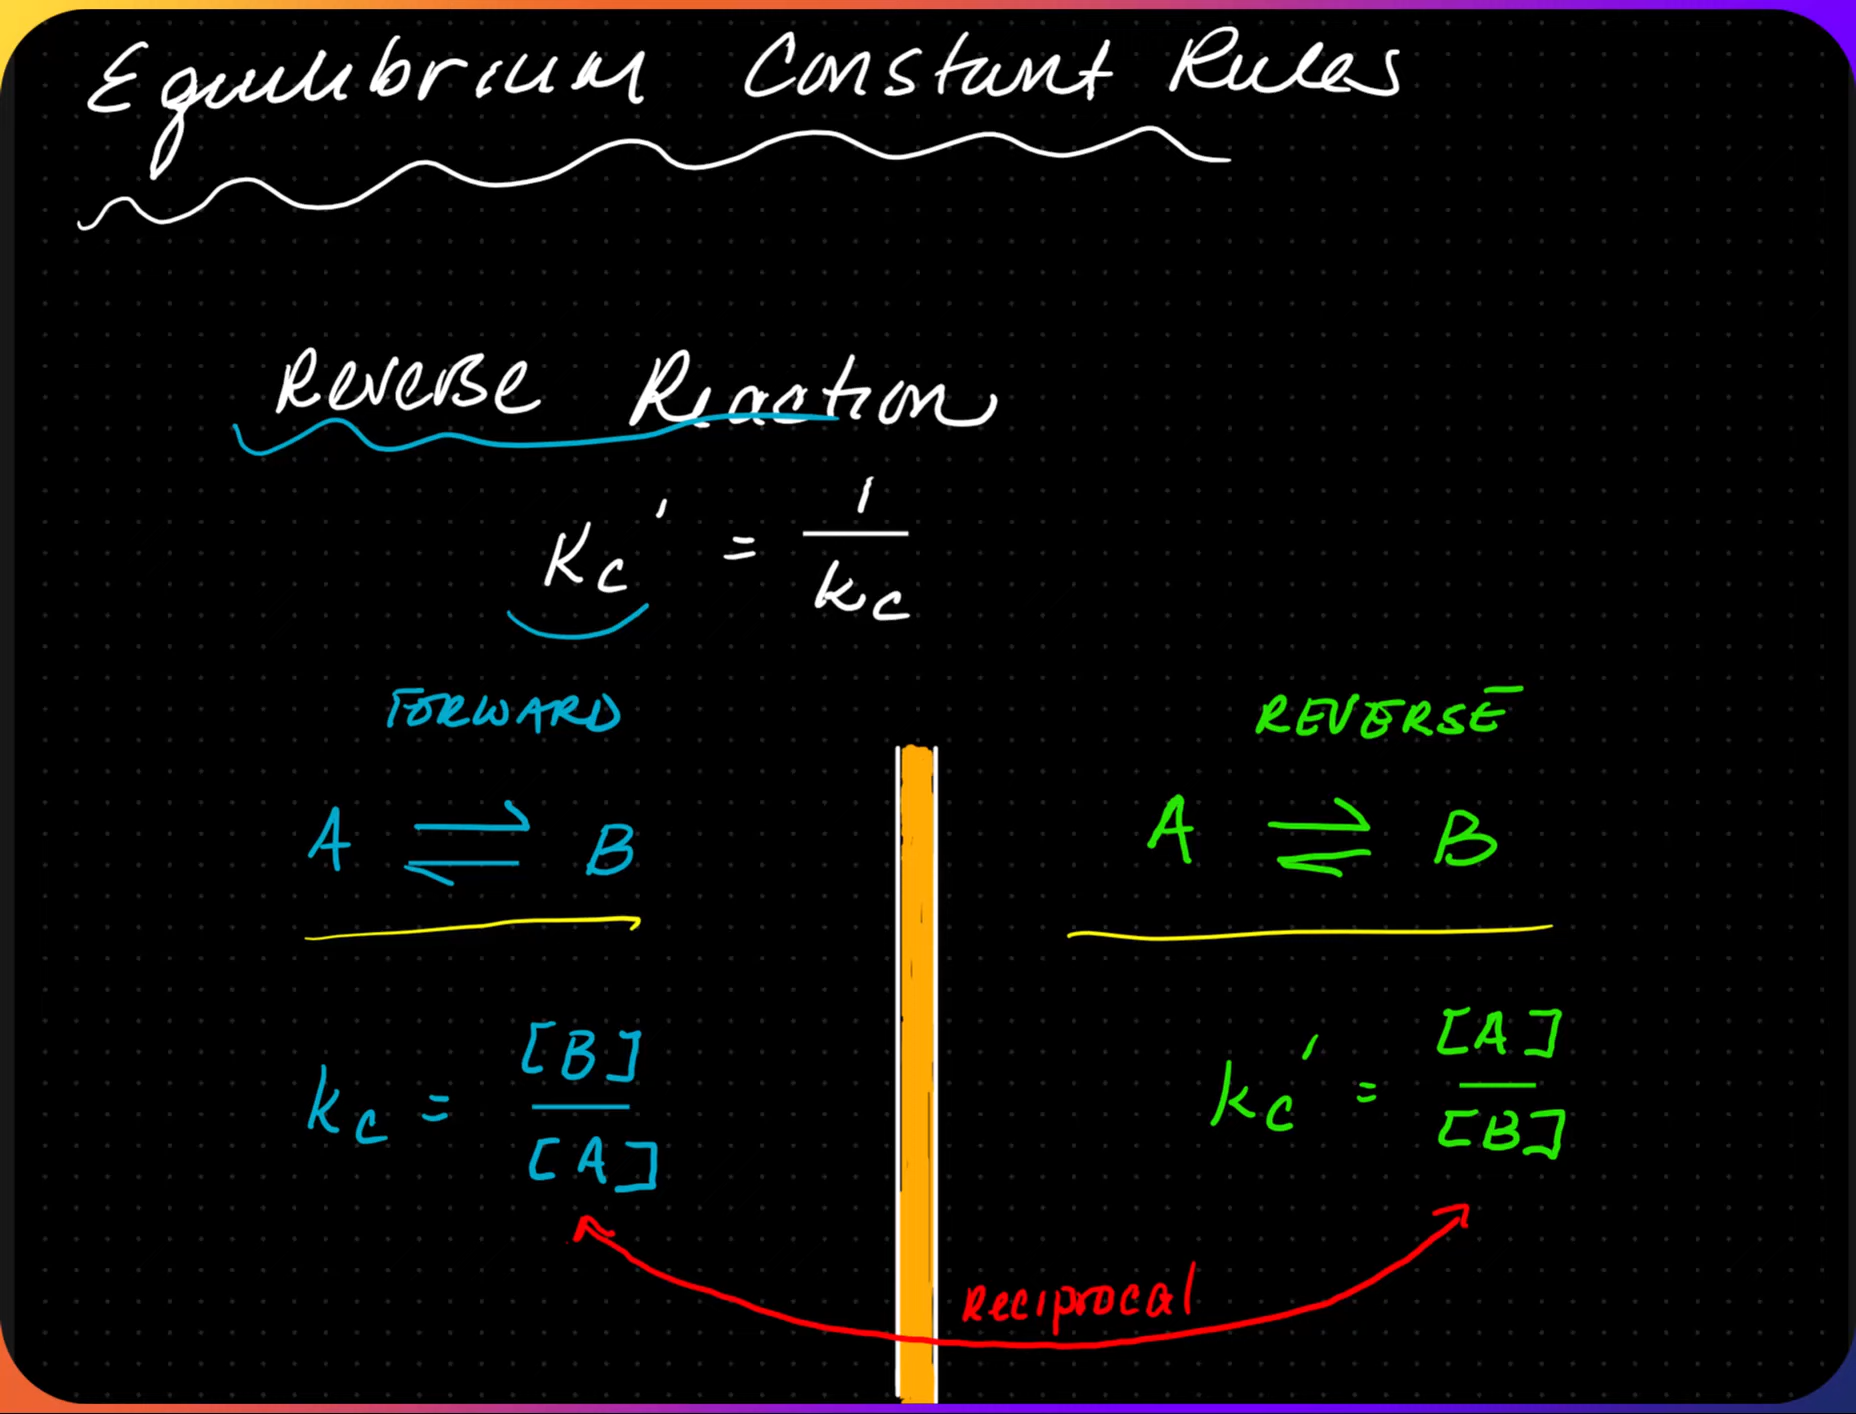 Equilibrium Constant Rules
Reverse Reaction
Kc' = 1/Kc
FORWARD
A ⇌ B
Kc = [B]/[A]
REVERSE
A ⇌ B
Kc' = [A]/[B]
Reciprocal